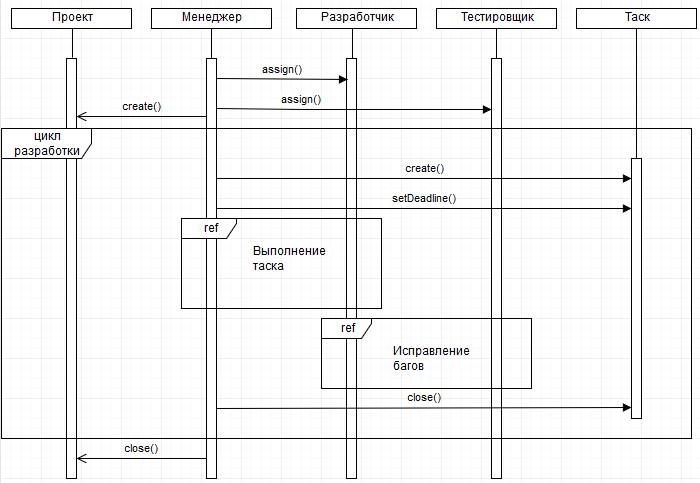 Проект
Менеджер
Разработчик
Тестировщик
Таск
assign()
assign()
create()
цикл
разработки
create()
setDeadline()
ref
Выполнение
таска
ref
Исправление
багов
close()
close()